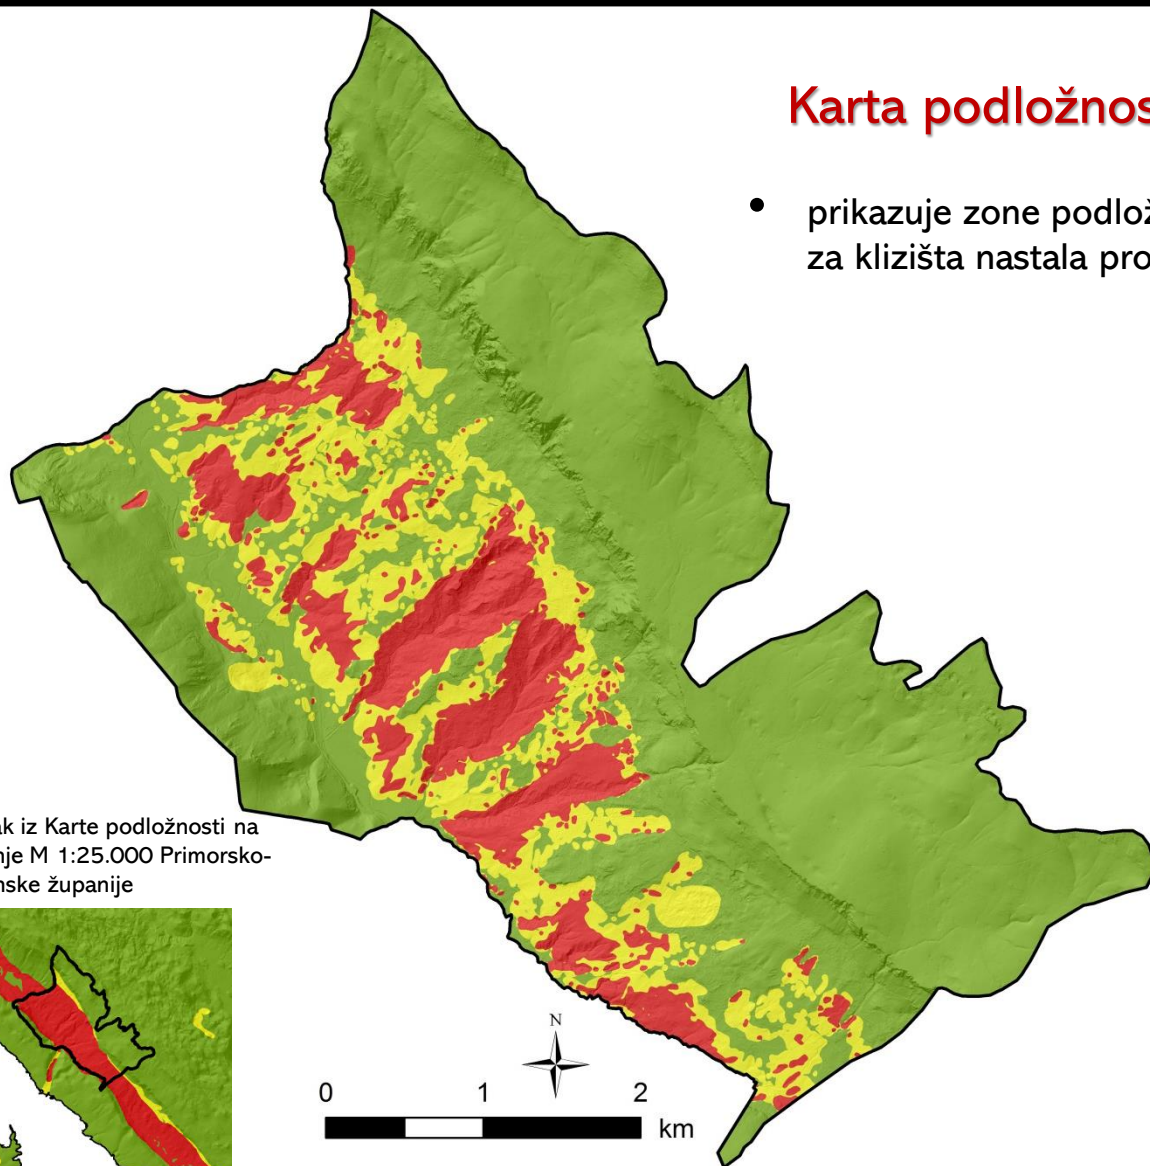 Karta podložnos
• prikazuje zone podlož
za klizišta nastala pro
ak iz Karte podložnosti na
nje M 1:25.000 Primorsko-
nske županije
N
0 1 2
km